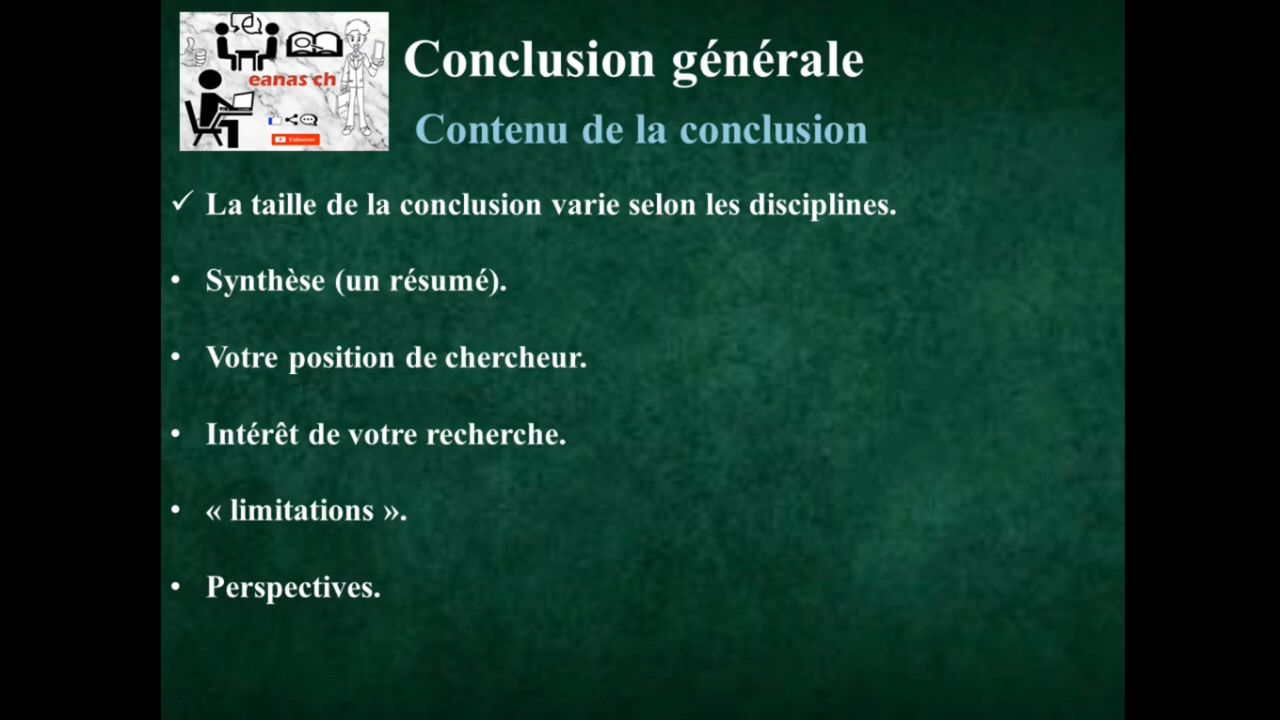 eanas ch
S'abonner
Conclusion générale
Contenu de la conclusion
✓ La taille de la conclusion varie selon les disciplines.
• Synthèse (un résumé).
• Votre position de chercheur.
• Intérêt de votre recherche.
• « limitations ».
• Perspectives.